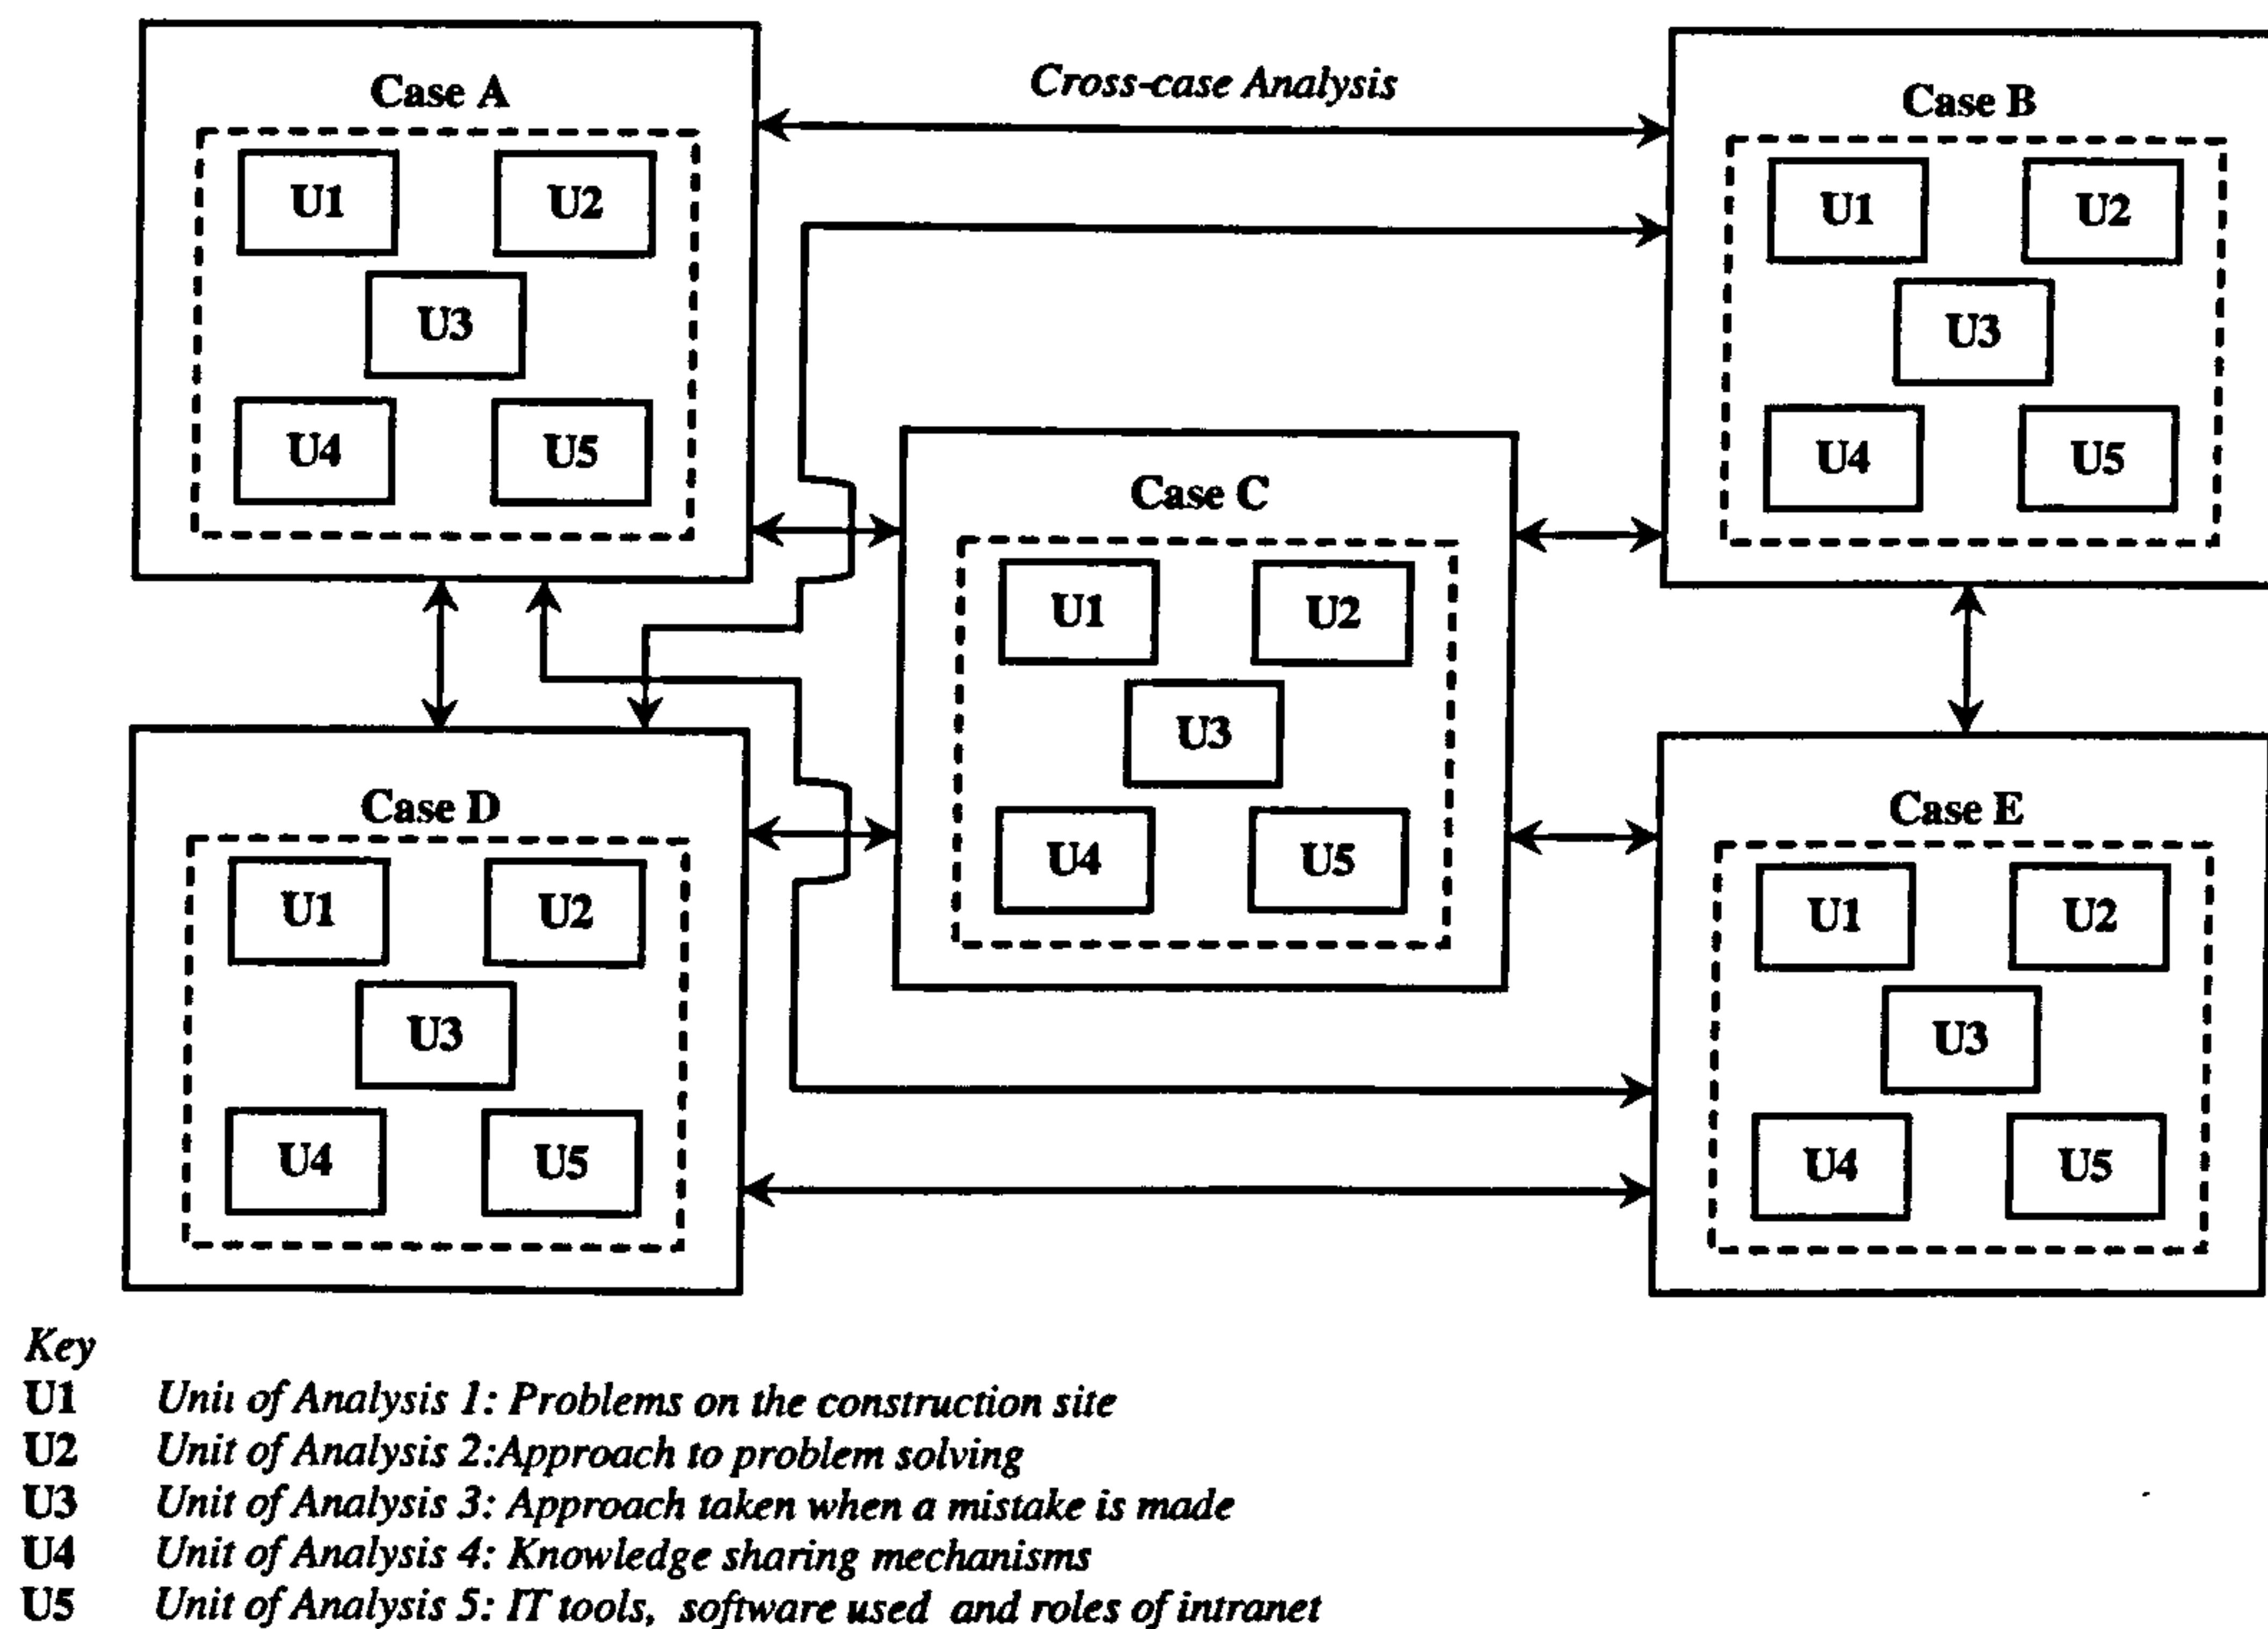 Case A
U1 U2
U3
U4 U5
Cross-case Analysis
Case B
U1 U2
U3
U4 U5
Case C
U1 U2
U3
U4 U5
Case D
U1 U2
U3
U4 U5
Case E
U1 U2
U3
U4 U5
Key
U1 Unit of Analysis 1: Problems on the construction site
U2 Unit of Analysis 2:Approach to problem solving
U3 Unit of Analysis 3: Approach taken when a mistake is made
U4 Unit of Analysis 4: Knowledge sharing mechanisms
U5 Unit of Analysis 5: IT tools, software used and roles of intranet